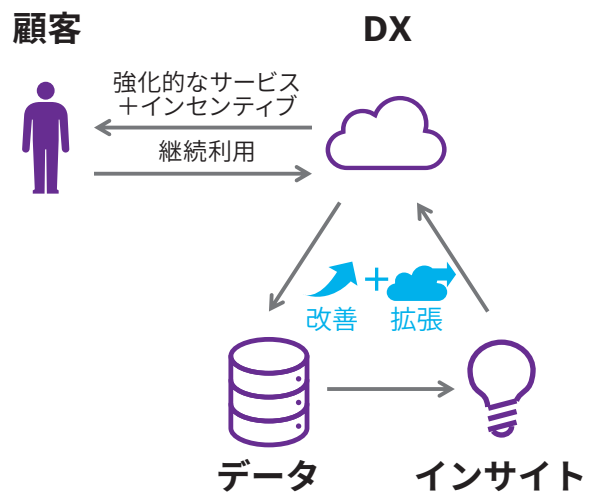 顧客
DX
強化的なサービス
＋インセンティブ
継続利用
改善
拡張
データ
インサイト